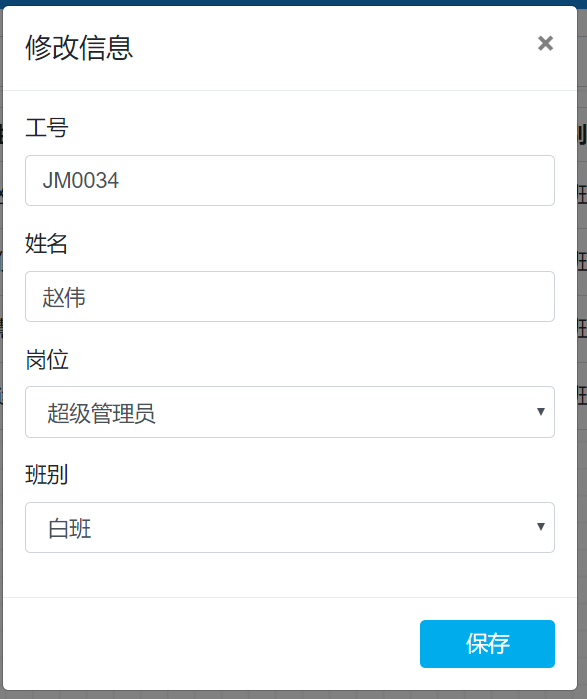 修改信息
×
工号
JM0034
姓名
赵伟
岗位
超级管理员
班别
白班
保存